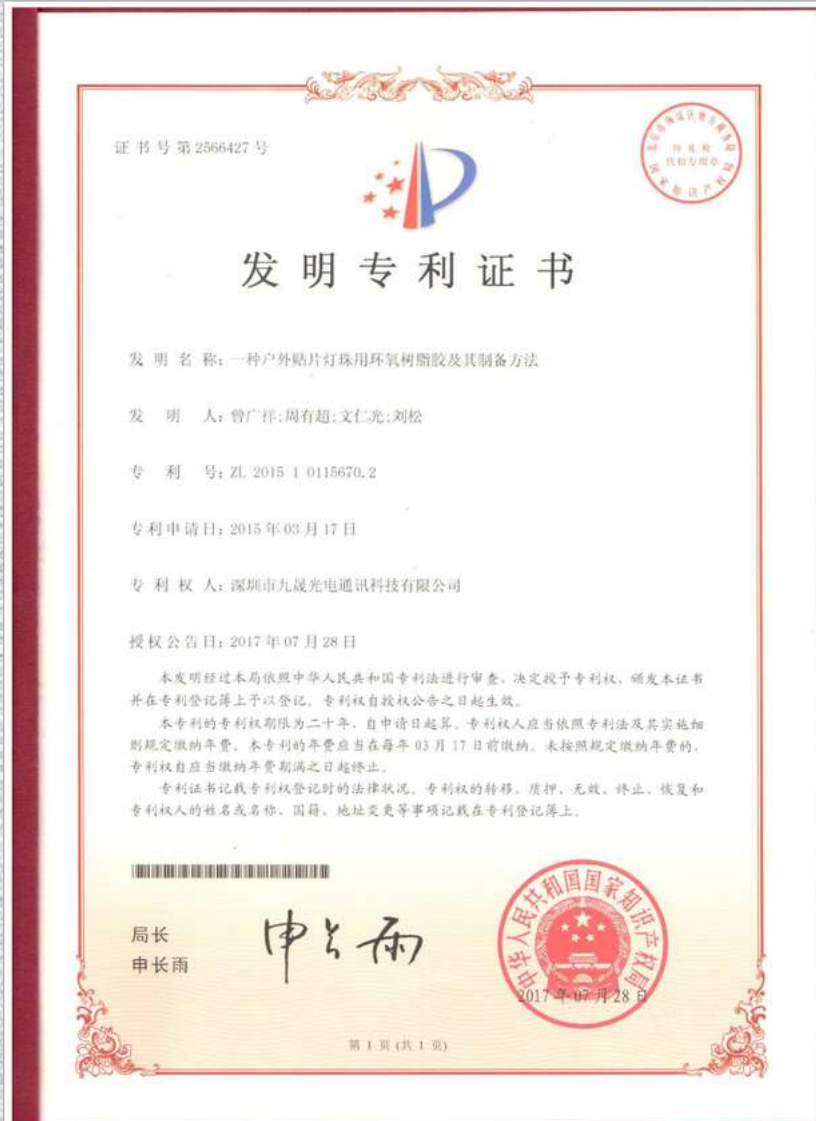 证书号第2566427号
发明专利证书
发明名称：一种户外贴片灯珠用环氧树脂胶及其制备方法
发明人：曾广祥;周有超;文仁光;刘松
专利号：ZL 2015 1 0115670.2
专利申请日：2015年03月17日
专利权人：深圳市九晟光电通讯科技有限公司
授权公告日：2017年07月28日
本发明经过本局依照中华人民共和国专利法进行审查，决定授予专利权，颁发本证书
并在专利登记簿上予以登记。专利权自授权公告之日起生效。
本专利的专利权期限为二十年，自申请日起算。专利权人应当依照专利法及其实施细
则规定缴纳年费。本专利的年费应当在每年03月17日前缴纳。未按照规定缴纳年费的，
专利权自应当缴纳年费期满之日起终止。
专利证书记载专利权登记时的法律状况。专利权的转移、质押、无效、终止、恢复和
专利权人的姓名或名称、国籍、地址变更等事项记载在专利登记簿上。
局长
申长雨
申长雨
中华人民共和国国家知识产权局
2017年07月28日
第1页(共1页)